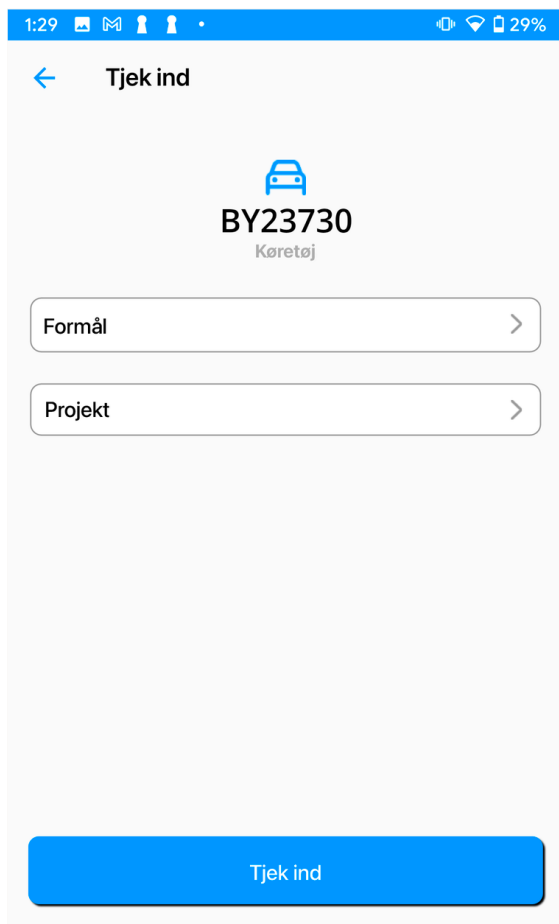 1:29 29%
Tjek ind
BY23730
Køretøj
Formål
Projekt
Tjek ind